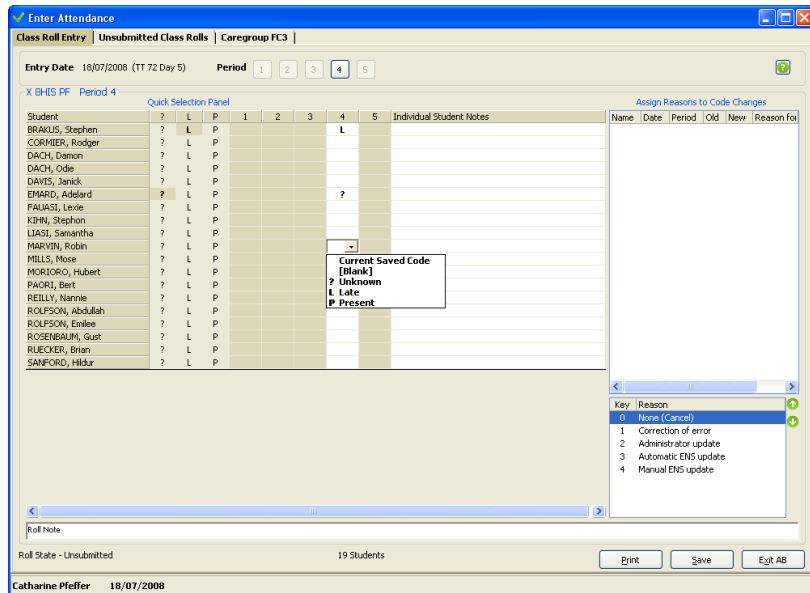 Enter Attendance
Class Roll Entry Unsubmitted Class Rolls Caregroup FC3
Entry Date 18/07/2008 (TT 72 Day 5) Period 1 2 3 4 5 ?
X 8HIS PF Period 4
Quick Selection Panel Assign Reasons to Code Changes
Student ? L P 1 2 3 4 5 Individual Student Notes Name Date Period Old New Reason for
BRAKUS, Stephen ? L P L
CORMIER, Rodger ? L P
DACH, Damon ? L P
DACH, Odie ? L P
DAVIS, Janick ? L P
EMARD, Adelard ? L P ?
FAUASI, Lexie ? L P
KIHN, Stephon ? L P
LIASI, Samantha ? L P
MARVIN, Robin ? L P
MILLS, Mose ? L P
MORIORO, Hubert ? L P
PAORI, Bert ? L P
REILLY, Nannie ? L P
ROLFSON, Abdullah ? L P
ROLFSON, Emilee ? L P
ROSENBAUM, Gust ? L P
RUECKER, Brian ? L P
SANFORD, Hildur ? L P
Current Saved Code
[Blank]
? Unknown
L Late
P Present
Key Reason
0 None (Cancel)
1 Correction of error
2 Administrator update
3 Automatic ENS update
4 Manual ENS update
Roll Note
Roll State - Unsubmitted 19 Students Print Save Exit AB
Catharine Pfeffer 18/07/2008